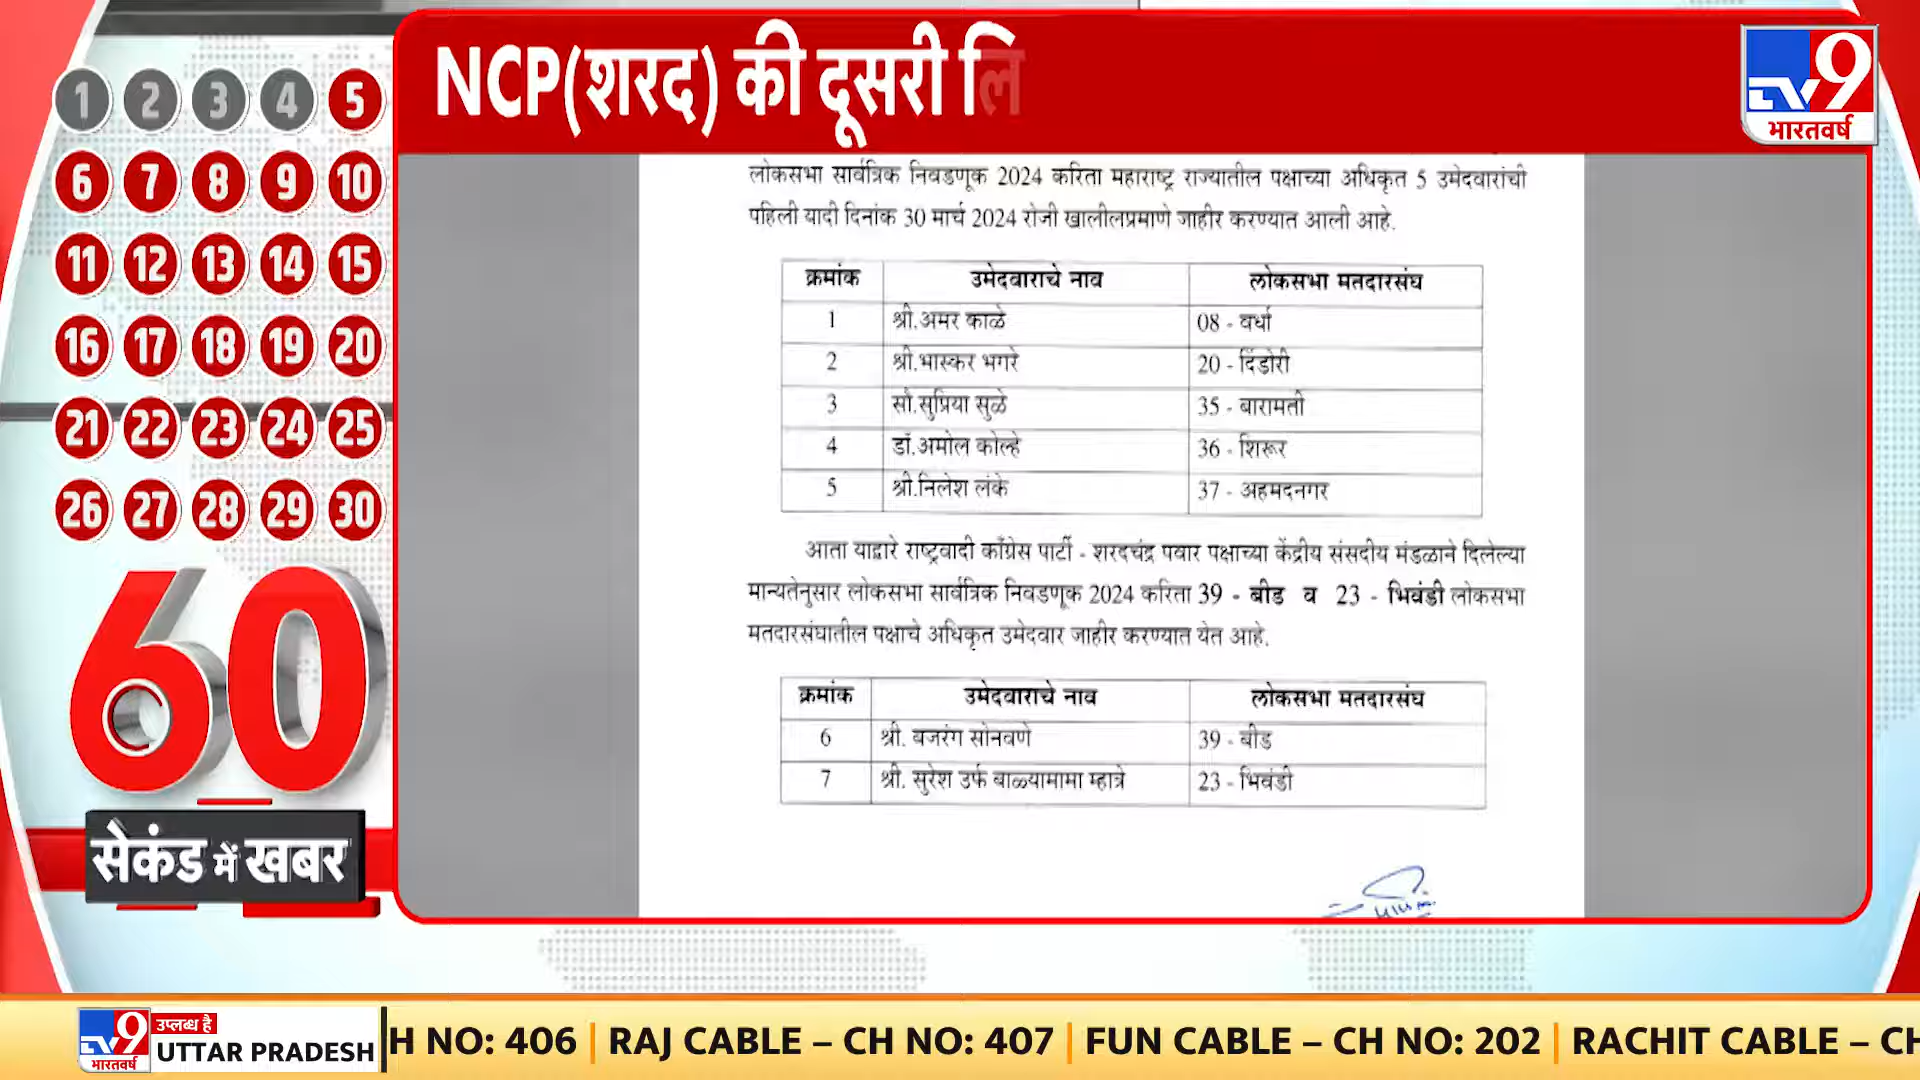 NCP(शरद) की दूसरी लि
TV9
भारतवर्ष
1 2 3 4 5
6 7 8 9 10
11 12 13 14 15
16 17 18 19 20
21 22 23 24 25
26 27 28 29 30
60
सेकंड में खबर
लोकसभा सार्वत्रिक निवडणूक 2024 करिता महाराष्ट्र राज्यातील पक्षाच्या अधिकृत 5 उमेदवारांची
पहिली यादी दिनांक 30 मार्च 2024 रोजी खालीलप्रमाणे जाहीर करण्यात आली आहे.
क्रमांक उमेदवाराचे नाव लोकसभा मतदारसंघ
1 श्री.अमर काळे 08 - वर्धा
2 श्री.भास्कर भगरे 20 - दिंडोरी
3 सौ.सुप्रिया सुळे 35 - बारामती
4 डॉ.अमोल कोल्हे 36 - शिरूर
5 श्री.निलेश लंके 37 - अहमदनगर
आता याद्वारे राष्ट्रवादी काँग्रेस पार्टी - शरदचंद्र पवार पक्षाच्या केंद्रीय संसदीय मंडळाने दिलेल्या
मान्यतेनुसार लोकसभा सार्वत्रिक निवडणूक 2024 करिता 39 - बीड व 23 - भिवंडी लोकसभा
मतदारसंघातील पक्षाचे अधिकृत उमेदवार जाहीर करण्यात येत आहे.
क्रमांक उमेदवाराचे नाव लोकसभा मतदारसंघ
6 श्री. बजरंग सोनवणे 39 - बीड
7 श्री. सुरेश उर्फ बाळ्यामामा म्हात्रे 23 - भिवंडी
TV9
भारतवर्ष
उप्लब्ध है
UTTAR PRADESH
H NO: 406 | RAJ CABLE – CH NO: 407 | FUN CABLE – CH NO: 202 | RACHIT CABLE – CH